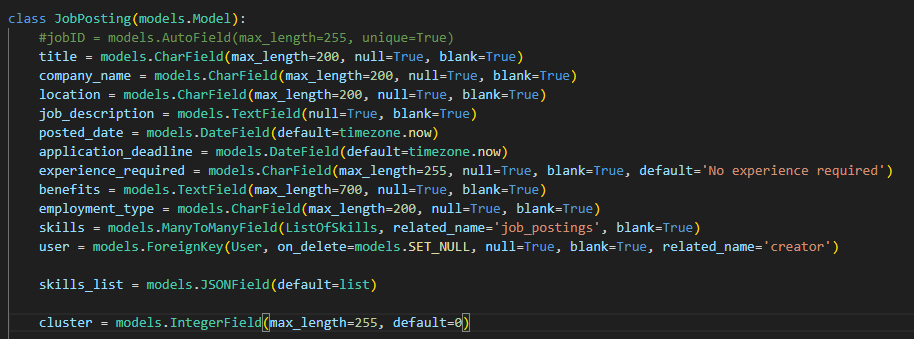 class JobPosting(models.Model):
#jobID = models.AutoField(max_length=255, unique=True)
title = models.CharField(max_length=200, null=True, blank=True)
company_name = models.CharField(max_length=200, null=True, blank=True)
location = models.CharField(max_length=200, null=True, blank=True)
job_description = models.TextField(null=True, blank=True)
posted_date = models.DateField(default=timezone.now)
application_deadline = models.DateField(default=timezone.now)
experience_required = models.CharField(max_length=255, null=True, blank=True, default='No experience required')
benefits = models.TextField(max_length=700, null=True, blank=True)
employment_type = models.CharField(max_length=200, null=True, blank=True)
skills = models.ManyToManyField(ListOfSkills, related_name='job_postings', blank=True)
user = models.ForeignKey(User, on_delete=models.SET_NULL, null=True, blank=True, related_name='creator')
skills_list = models.JSONField(default=list)
cluster = models.IntegerField(max_length=255, default=0)